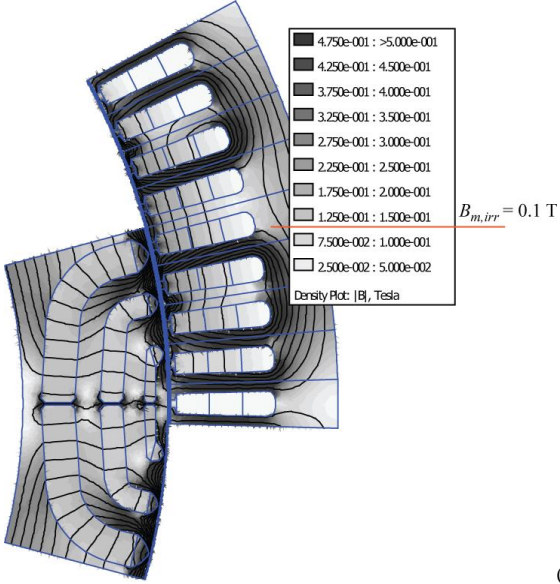 4.750e-001 : >5.000e-001
4.250e-001 : 4.500e-001
3.750e-001 : 4.000e-001
3.250e-001 : 3.500e-001
2.750e-001 : 3.000e-001
2.250e-001 : 2.500e-001
1.750e-001 : 2.000e-001
1.250e-001 : 1.500e-001
7.500e-002 : 1.000e-001
2.500e-002 : 5.000e-002
Density Plot: |B|, Tesla
Bm,irr = 0.1 T